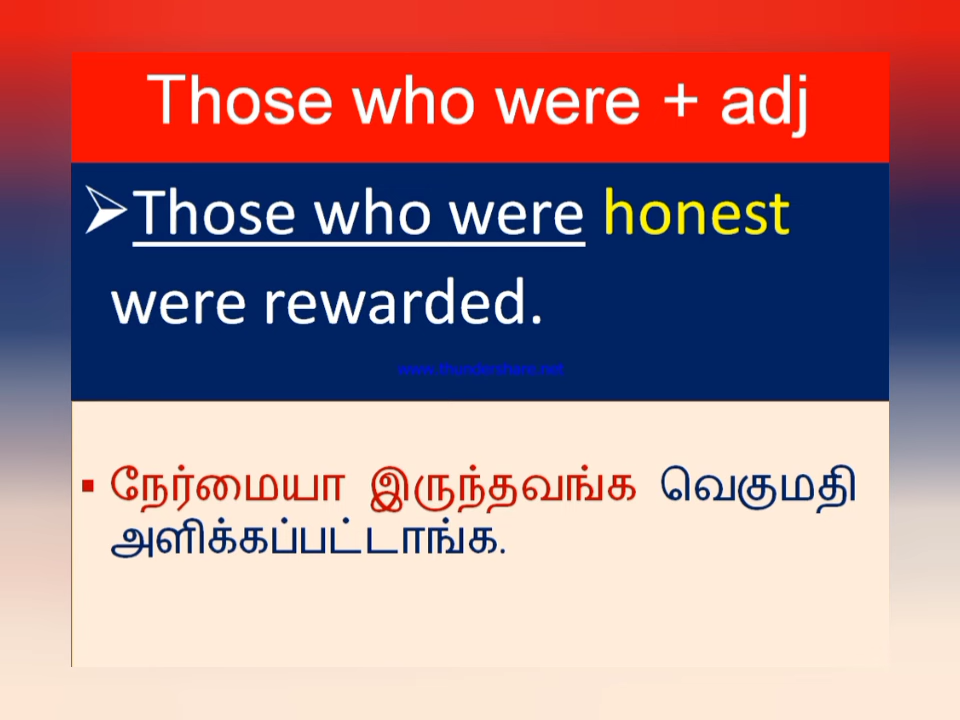 Those who were + adj
➢Those who were honest
were rewarded.
www.thundershare.net
▪ நேர்மையா இருந்தவங்க வெகுமதி
அளிக்கப்பட்டாங்க.